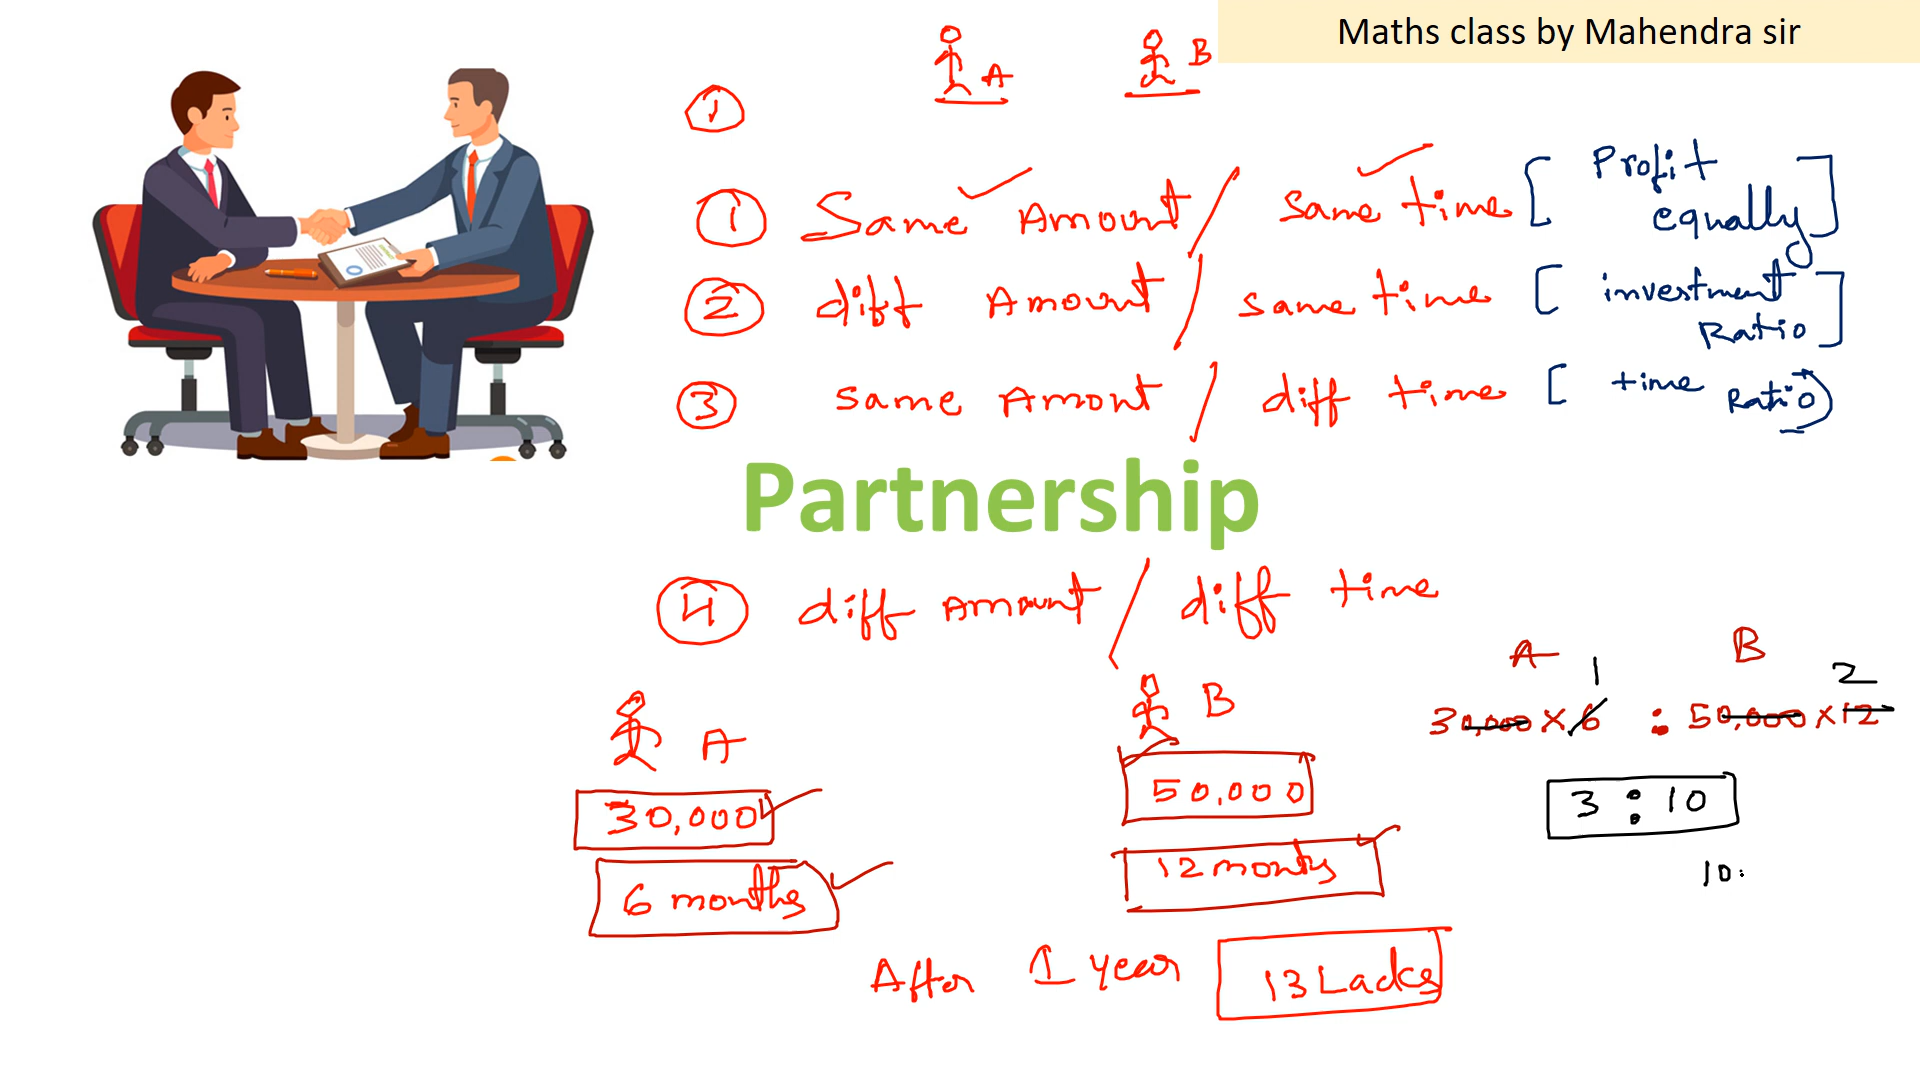 Maths class by Mahendra sir
A B
1
1 Same Amount / same time [ Profit equally ]
2 diff Amount / same time [ investment Ratio ]
3 same Amont / diff time [ time Ratio )
Partnership
4 diff Amount / diff time
A B
30,000 × 6 : 50,000 × 12
1 2
3 : 10
10:
A B
30,000 50,000
6 months 12 months
After 1 year 13 Lacks